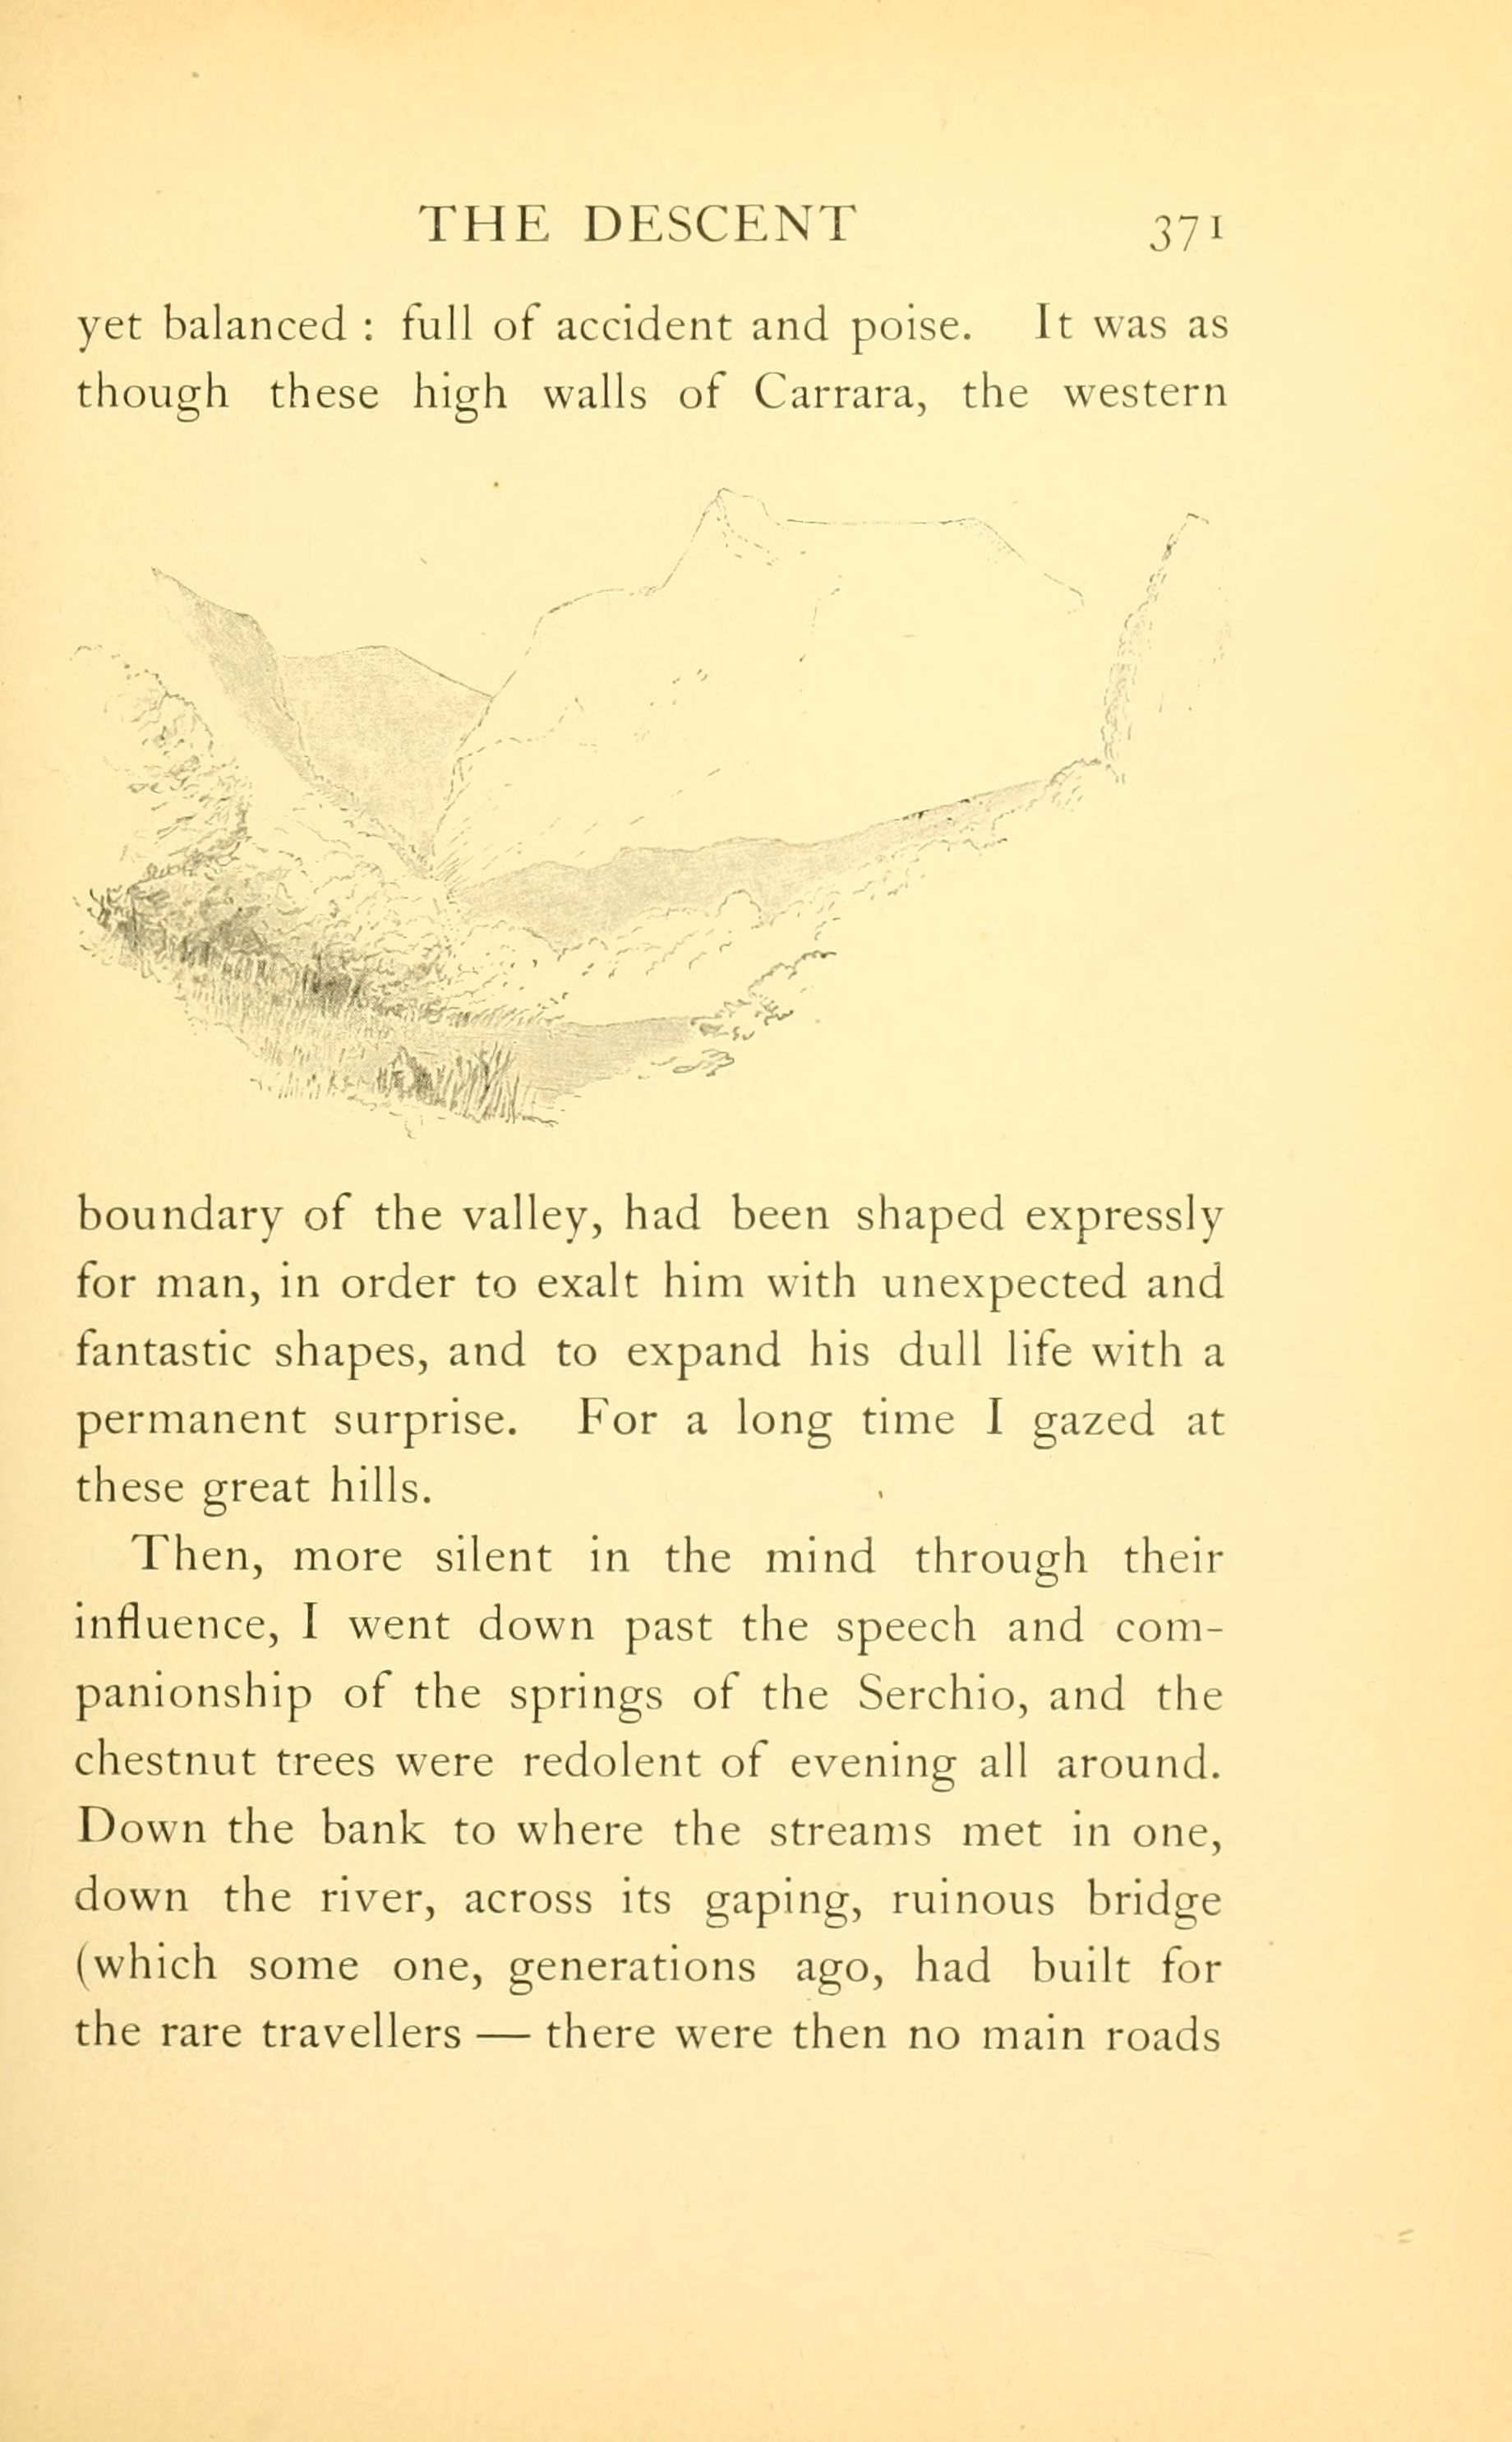 THE DESCENT 371
yet balanced : full of accident and poise. It was as
though these high walls of Carrara, the western
boundary of the valley, had been shaped expressly
for man, in order to exalt him with unexpected and
fantastic shapes, and to expand his dull life with a
permanent surprise. For a long time I gazed at
these great hills.
Then, more silent in the mind through their
influence, I went down past the speech and com-
panionship of the springs of the Serchio, and the
chestnut trees were redolent of evening all around.
Down the bank to where the streams met in one,
down the river, across its gaping, ruinous bridge
(which some one, generations ago, had built for
the rare travellers — there were then no main roads